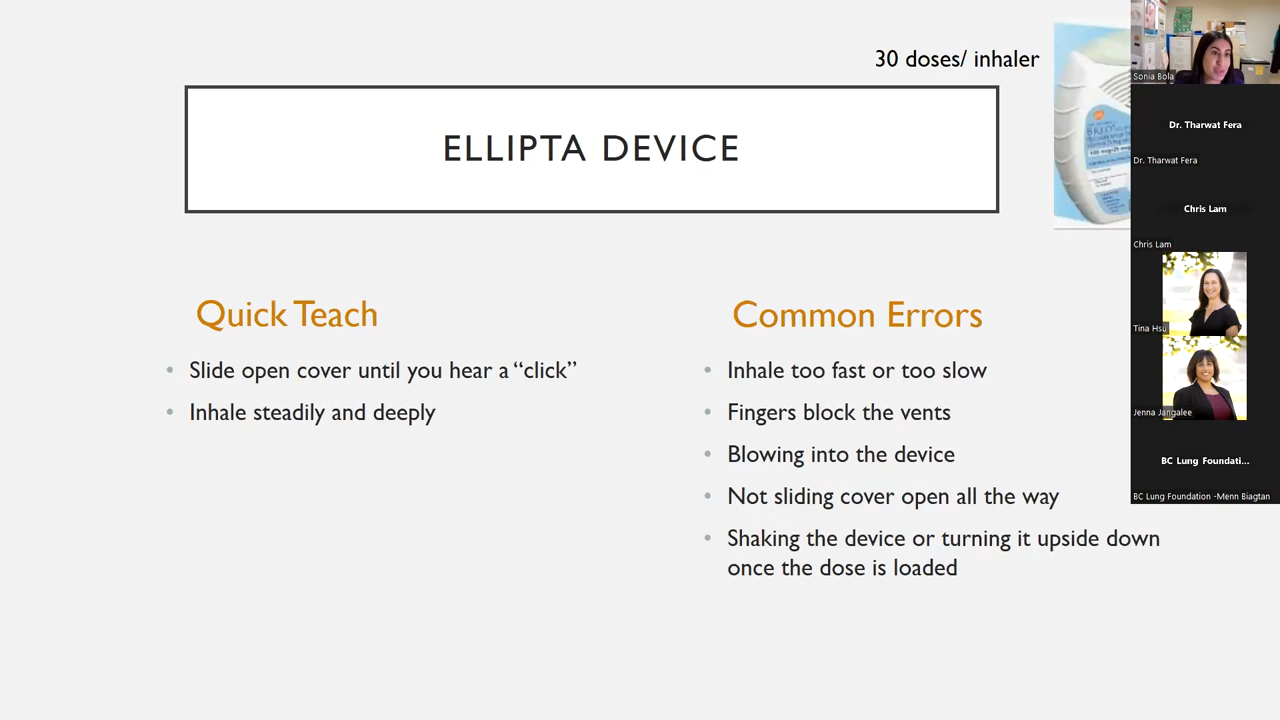 30 doses/ inhaler
ELLIPTA DEVICE
Quick Teach
• Slide open cover until you hear a “click”
• Inhale steadily and deeply
Common Errors
• Inhale too fast or too slow
• Fingers block the vents
• Blowing into the device
• Not sliding cover open all the way
• Shaking the device or turning it upside down
once the dose is loaded
BREO
Sonia Bola
Dr. Tharwat Fera
Dr. Tharwat Fera
Chris Lam
Chris Lam
Tina Hsu
Jenna Jangalee
BC Lung Foundati...
BC Lung Foundation -Menn Biagtan